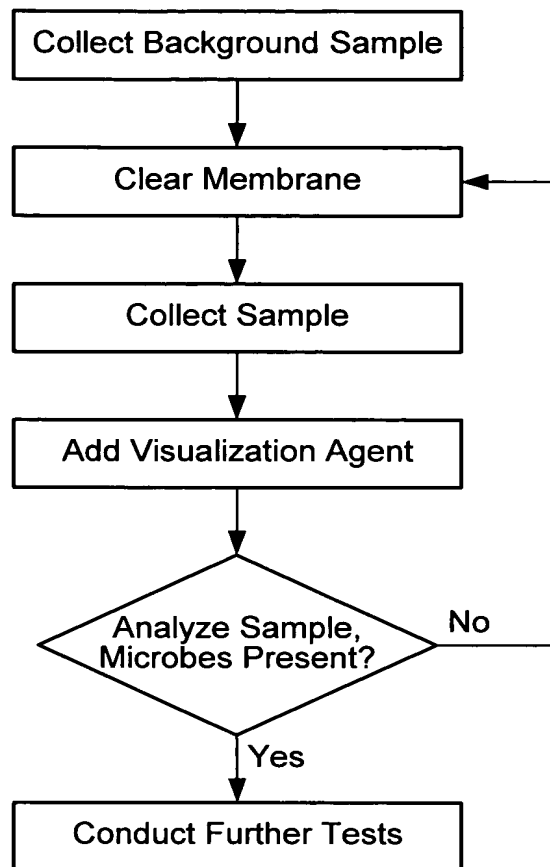 Collect Background Sample
Clear Membrane
Collect Sample
Add Visualization Agent
Analyze Sample,
Microbes Present?
No
Yes
Conduct Further Tests